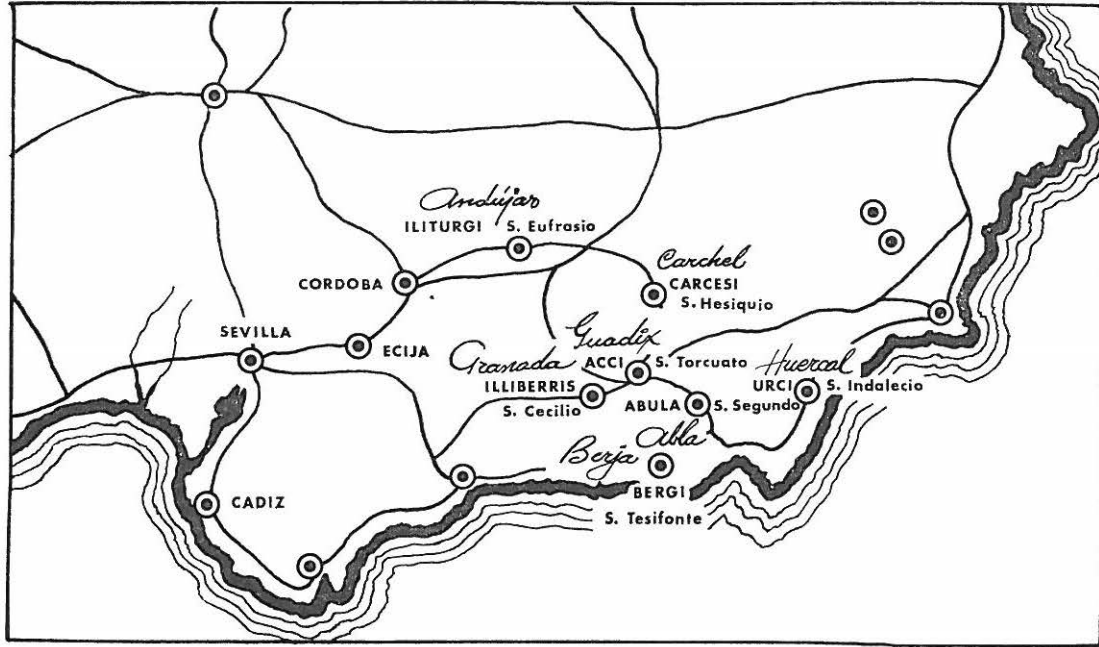 Andújar
ILITURGI S. Eufrasio
Carchel
CORDOBA
CARCESI
S. Hesiquio
SEVILLA
ECIJA
Guadix
Granada
ACCI S. Torcuato
Huercal
ILLIBERRIS
URCI S. Indalecio
S. Cecilio
ABULA S. Segundo
Abla
Berja
CADIZ
BERGI
S. Tesifonte